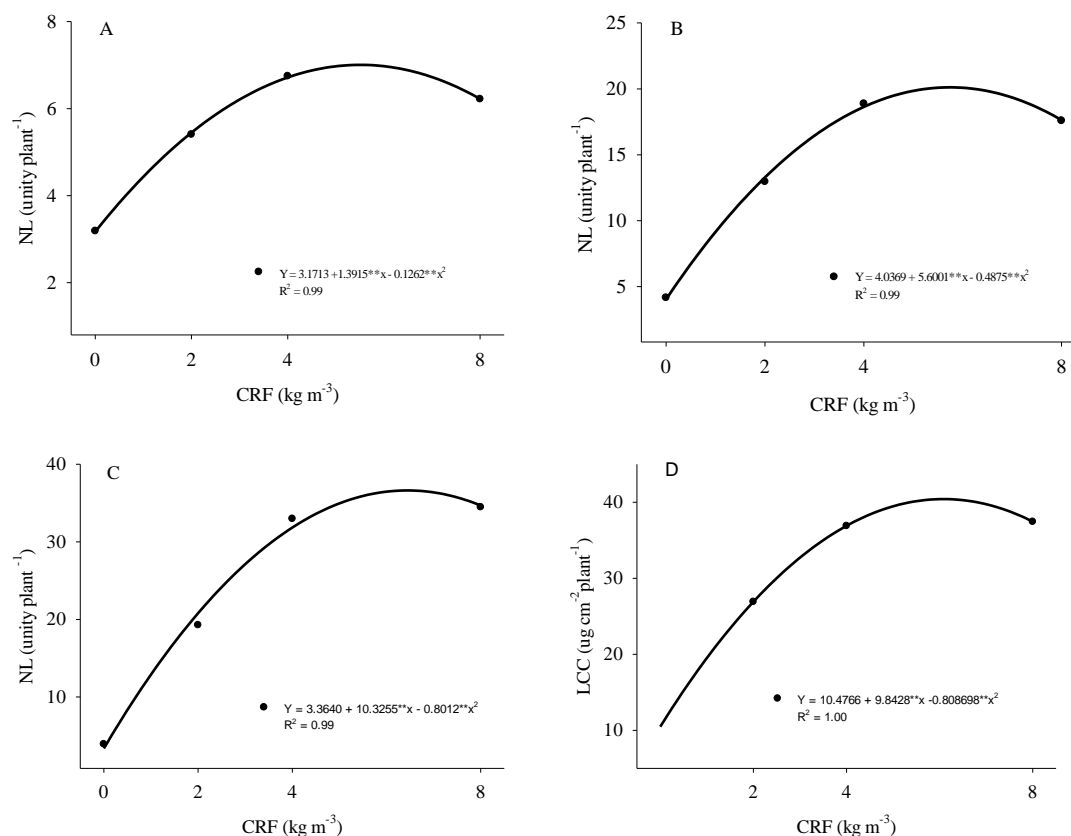 A
8
6
4
2
NL (unity plant⁻¹)
Y = 3.1713 +1.3915**x - 0.1262**x²
R² = 0.99
0 2 4 8
CRF (kg m⁻³)
B
25
20
15
10
5
NL (unity plant⁻¹)
Y = 4.0369 + 5.6001**x - 0.4875**x²
R² = 0.99
0 2 4 8
CRF (kg m⁻³)
C
40
30
20
10
NL (unity plant⁻¹)
Y = 3.3640 + 10.3255**x - 0.8012**x²
R² = 0.99
0 2 4 8
CRF (kg m⁻³)
D
40
30
20
10
LCC (ug cm⁻² plant⁻¹)
Y = 10.4766 + 9.8428**x -0.808698**x²
R² = 1.00
2 4 8
CRF (kg m⁻³)